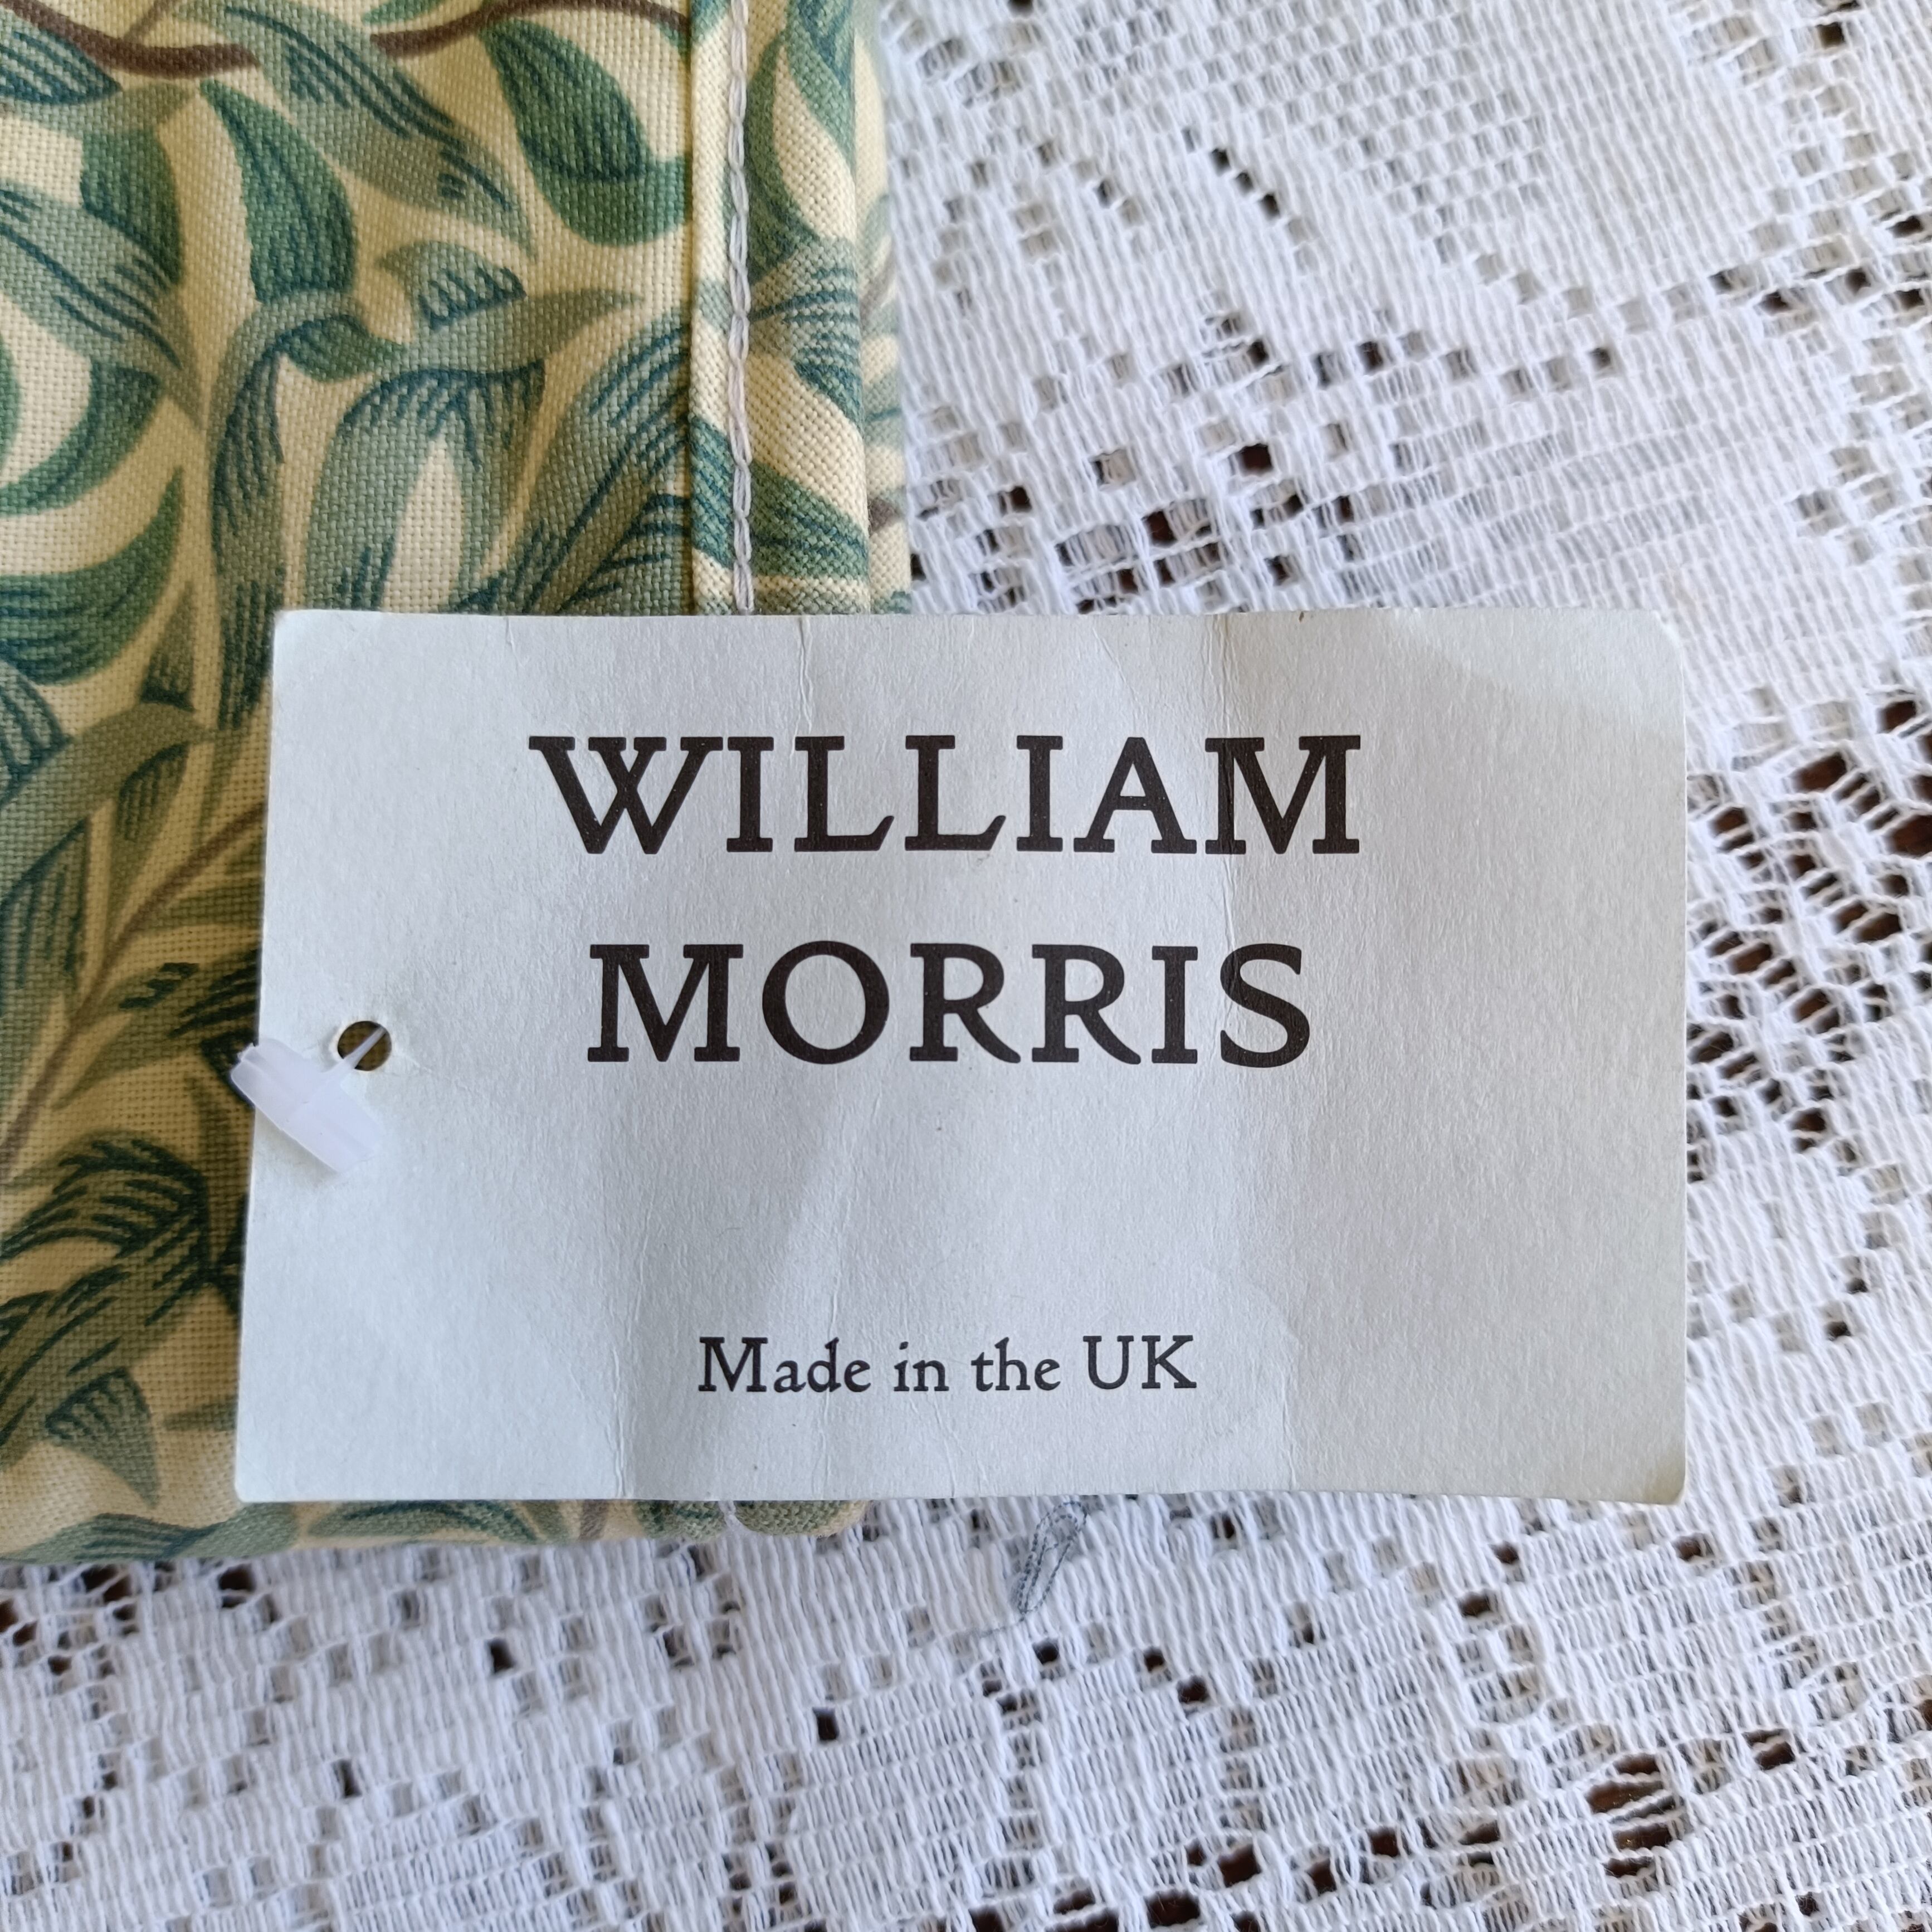 WILLIAM
MORRIS
Made in the UK